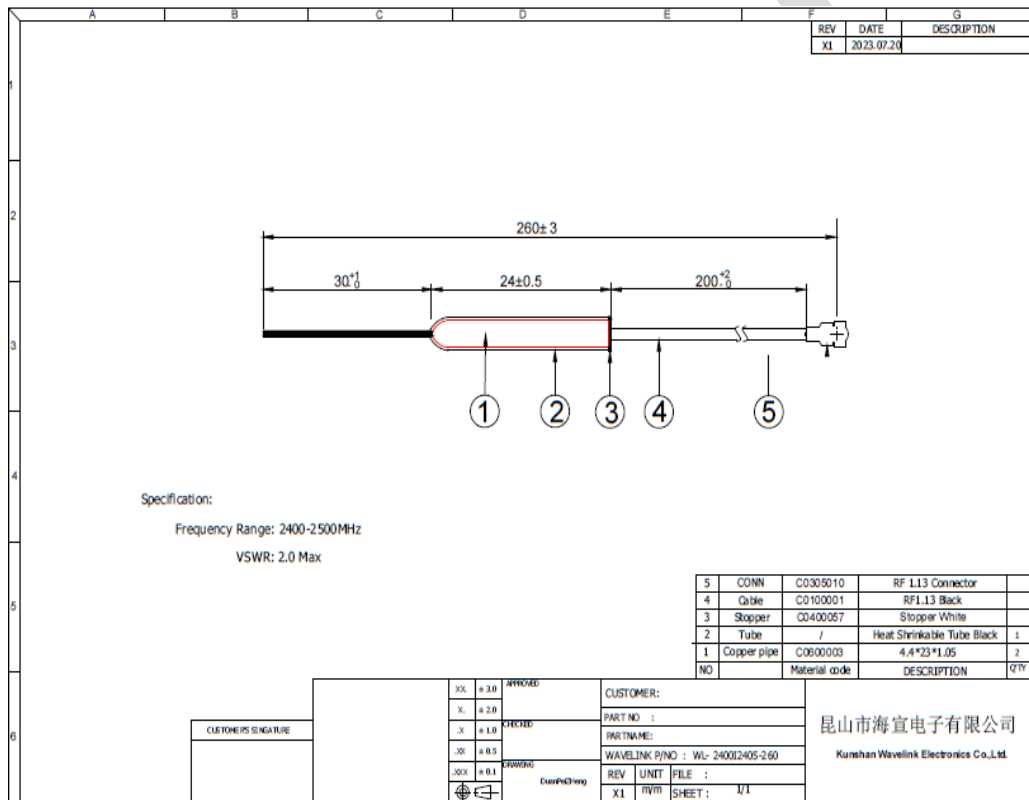 A B C D E F G
REV DATE DESCRIPTION
X1 2023.07.20
1
2
3
4
5
6
260±3
30 +1 0
24±0.5
200 +2 0
1 2 3 4 5
Specification:
Frequency Range: 2400-2500MHz
VSWR: 2.0 Max
5 CONN C0305010 RF 1.13 Connector
4 Cable C0100001 RF1.13 Black
3 Stopper C0400057 Stopper White
2 Tube / Heat Shrinkable Tube Black 1
1 Copper pipe C0600003 4.4*23*1.05 2
NO Material code DESCRIPTION Q'TY
CUSTOMER'S SINGATURE
XX. ± 3.0
X. ± 2.0
.X ± 1.0
.XX ± 0.5
.XXX ± 0.1
APPROVED
CHECKED
DRAWING
DuanPeiZheng
CUSTOMER:
PART NO :
PARTNAME:
WAVELINK P/NO : WL- 2400I2405-260
REV UNIT FILE :
X1 m/m SHEET : 1/1
昆山市海宣电子有限公司
Kunshan Wavelink Electronics Co.,Ltd.